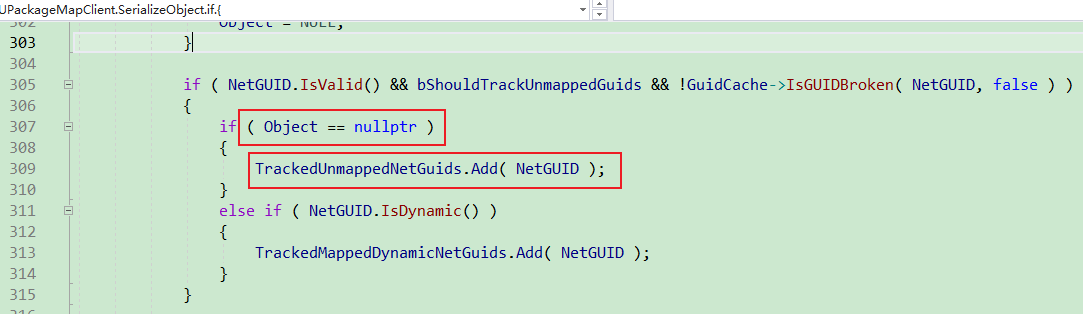 UPackageMapClient.SerializeObject.if.{
302 Object = NULL;
303 }
304
305 if ( NetGUID.IsValid() && bShouldTrackUnmappedGuids && !GuidCache->IsGUIDBroken( NetGUID, false ) )
306 {
307 if ( Object == nullptr )
308 {
309 TrackedUnmappedNetGuids.Add( NetGUID );
310 }
311 else if ( NetGUID.IsDynamic() )
312 {
313 TrackedMappedDynamicNetGuids.Add( NetGUID );
314 }
315 }